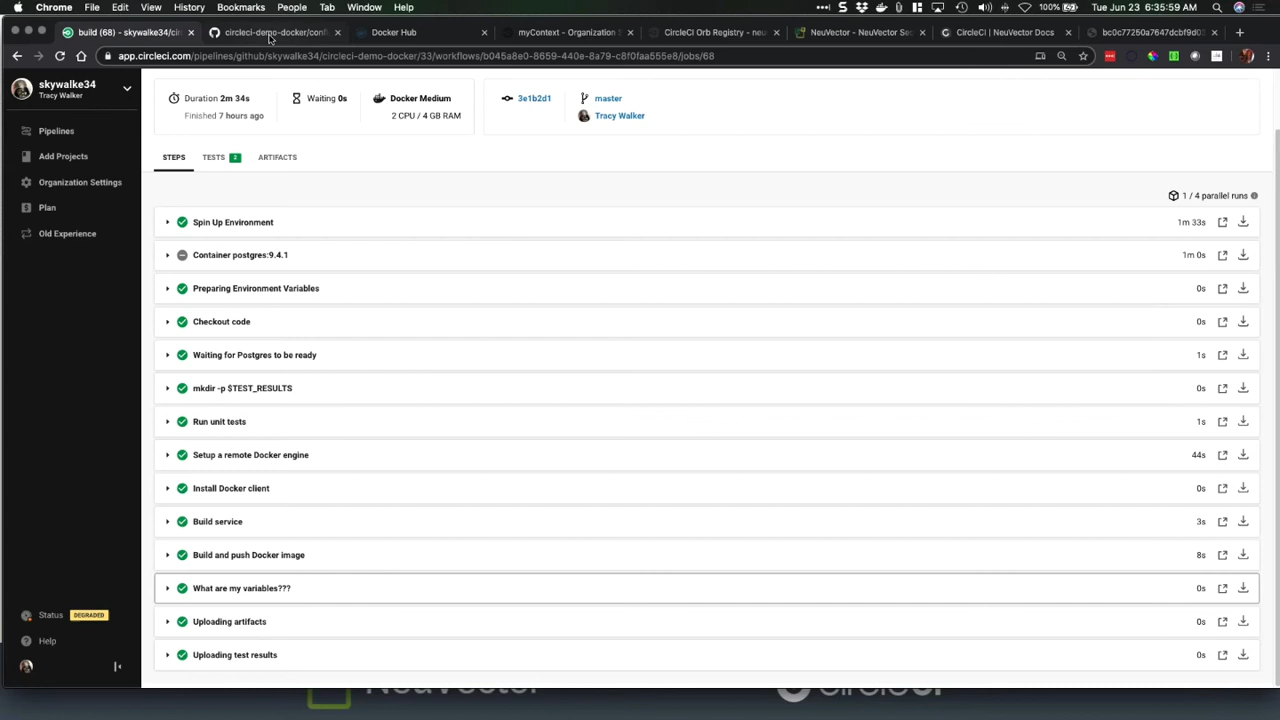 Chrome File Edit View History Bookmarks People Tab Window Help
100% Tue Jun 23 6:35:59 AM
build (68) - skywalke34/cir
circleci-demo-docker/confi
Docker Hub
myContext - Organization S
CircleCI Orb Registry - neu
NeuVector - NeuVector Sec
CircleCI | NeuVector Docs
app.circleci.com/pipelines/github/skywalke34/circleci-demo-docker/33/workflows/b045a8e0-8659-440e-8a79-c8f0faa555e8/jobs/68
skywalke34
Tracy Walker
Pipelines
Add Projects
Organization Settings
Plan
Old Experience
Status DEGRADED
Help
Duration 2m 34s
Finished 7 hours ago
Waiting 0s
Docker Medium
2 CPU / 4 GB RAM
3e1b2d1
master
Tracy Walker
STEPS TESTS 2 ARTIFACTS
1 / 4 parallel runs
Spin Up Environment 1m 33s
Container postgres:9.4.1 1m 0s
Preparing Environment Variables 0s
Checkout code 0s
Waiting for Postgres to be ready 1s
mkdir -p $TEST_RESULTS 0s
Run unit tests 1s
Setup a remote Docker engine 44s
Install Docker client 0s
Build service 3s
Build and push Docker image 8s
What are my variables??? 0s
Uploading artifacts 0s
Uploading test results 0s
NeuVector circleci